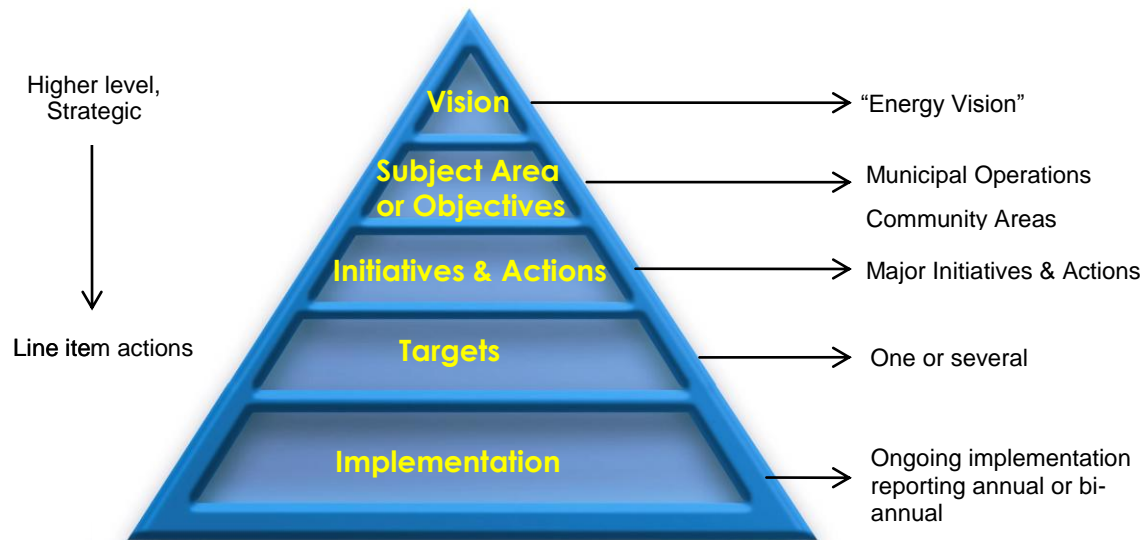 Higher level,
Strategic
Line item actions
Vision
Subject Area
or Objectives
Initiatives & Actions
Targets
Implementation
“Energy Vision”
Municipal Operations
Community Areas
Major Initiatives & Actions
One or several
Ongoing implementation
reporting annual or bi-
annual